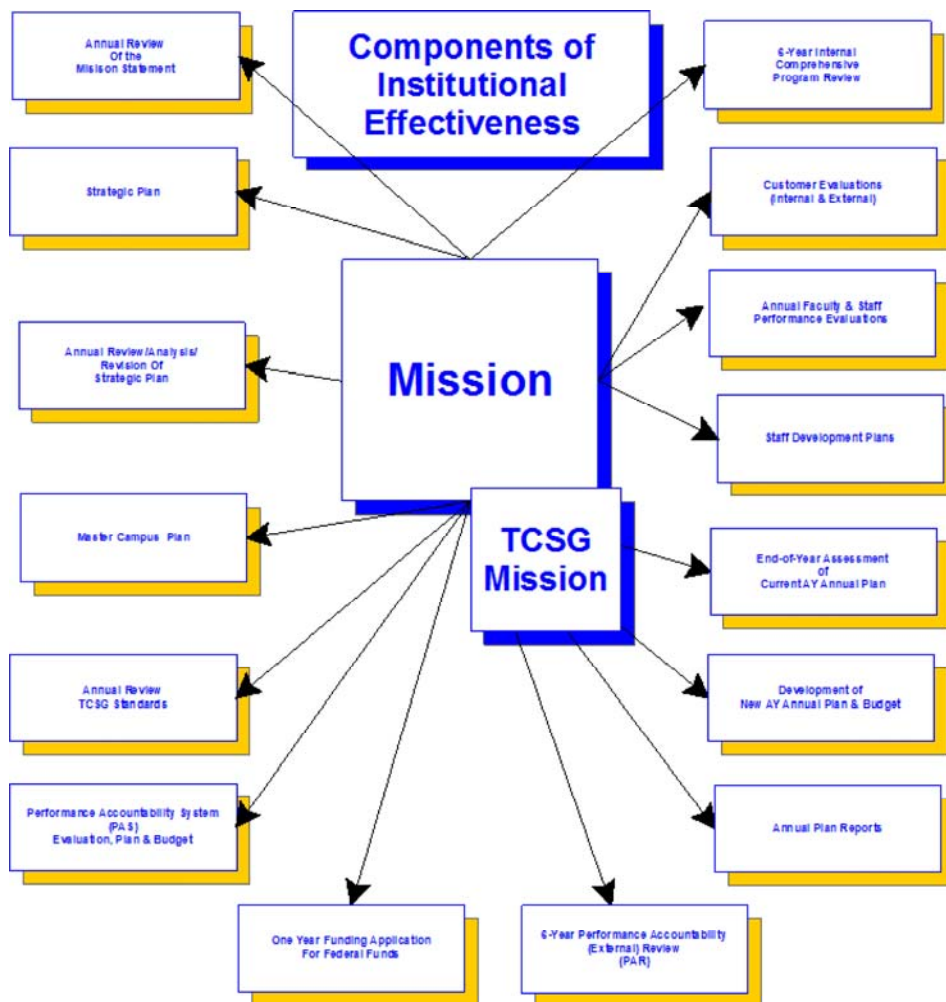 Components of
Institutional
Effectiveness
Annual Review
Of the
Misison Statement
6-Year Internal
Comprehensive
Program Review
Strategic Plan
Customer Evaluations
(Internal & External)
Annual Faculty & Staff
Performance Evaluations
Annual Review/Analysis/
Revision Of
Strategic Plan
Mission
Staff Development Plans
Master Campus Plan
TCSG
Mission
End-of-Year Assessment
of
Current AY Annual Plan
Annual Review
TCSG Standards
Development of
New AY Annual Plan & Budget
Performance Accountability System
(PAS)
Evaluation, Plan & Budget
Annual Plan Reports
One Year Funding Application
For Federal Funds
6-Year Performance Accountability
(External) Review
(PAR)